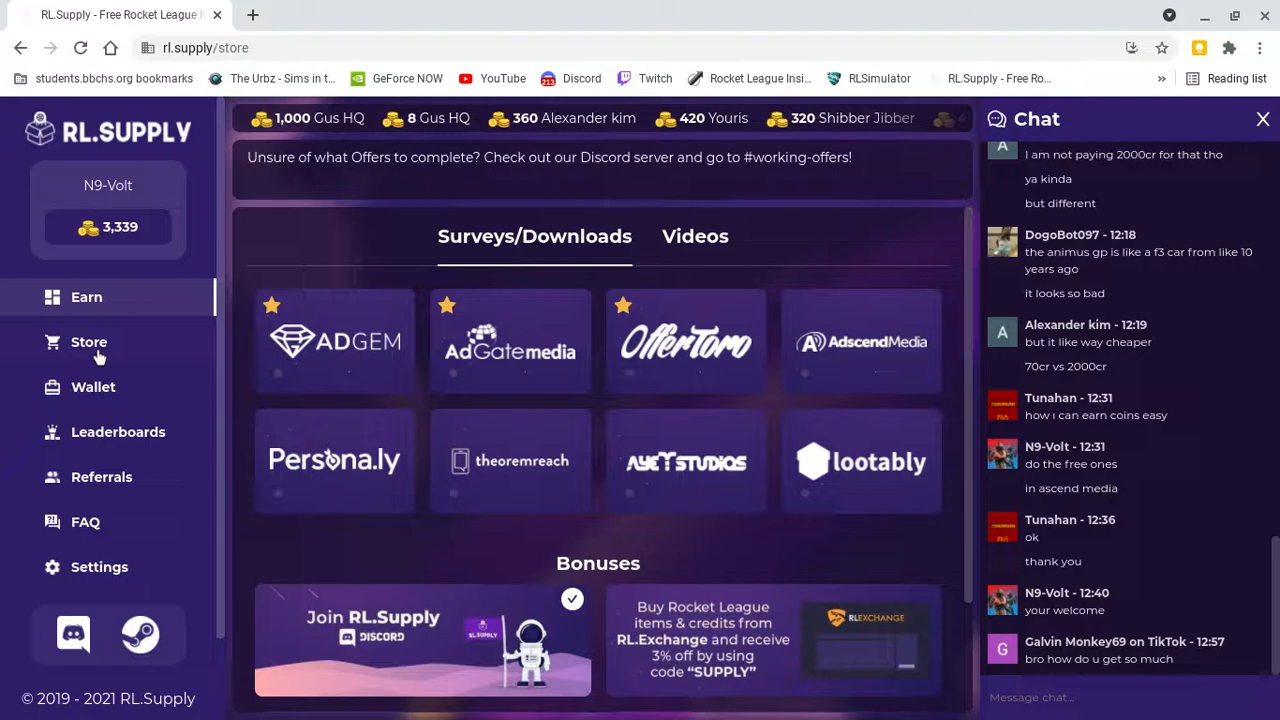 RL.Supply - Free Rocket League
rl.supply/store
students.bbchs.org bookmarks
The Urbz - Sims in t...
GeForce NOW
YouTube
213
Discord
Twitch
Rocket League Insi...
RLSimulator
RL.Supply - Free Ro...
»
Reading list
RL.SUPPLY
N9-Volt
3,339
Earn
Store
Wallet
Leaderboards
Referrals
FAQ
Settings
© 2019 - 2021 RL.Supply
1,000 Gus HQ
8 Gus HQ
360 Alexander kim
420 Youris
320 Shibber Jibber
Unsure of what Offers to complete? Check out our Discord server and go to #working-offers!
Surveys/Downloads
Videos
ADGEM
AdGatemedia
OfferToro
AdscendMedia
Persona.ly
theoremreach
AYET STUDIOS
lootably
Bonuses
Join RL.Supply
DISCORD
RL.SUPPLY
Buy Rocket League
items & credits from
RL.Exchange and receive
3% off by using
code “SUPPLY”
RLEXCHANGE
Chat
A
I am not paying 2000cr for that tho
ya kinda
but different
DogoBot097 - 12:18
the animus gp is like a f3 car from like 10
years ago
it looks so bad
A
Alexander kim - 12:19
but it like way cheaper
70cr vs 2000cr
Tunahan - 12:31
how ı can earn coins easy
N9-Volt - 12:31
do the free ones
in ascend media
Tunahan - 12:36
ok
thank you
N9-Volt - 12:40
your welcome
G
Galvin Monkey69 on TikTok - 12:57
bro how do u get so much
Message chat...